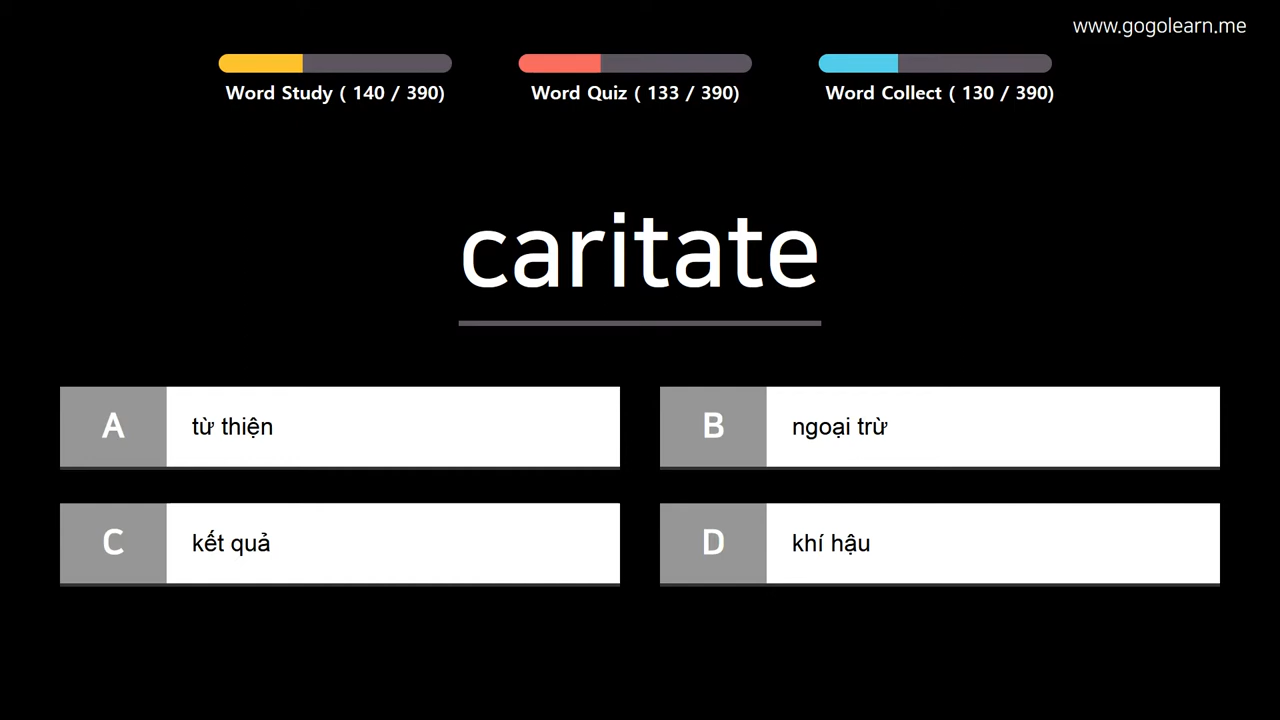 www.gogolearn.me
Word Study ( 140 / 390)
Word Quiz ( 133 / 390)
Word Collect ( 130 / 390)
caritate
A từ thiện
B ngoại trừ
C kết quả
D khí hậu